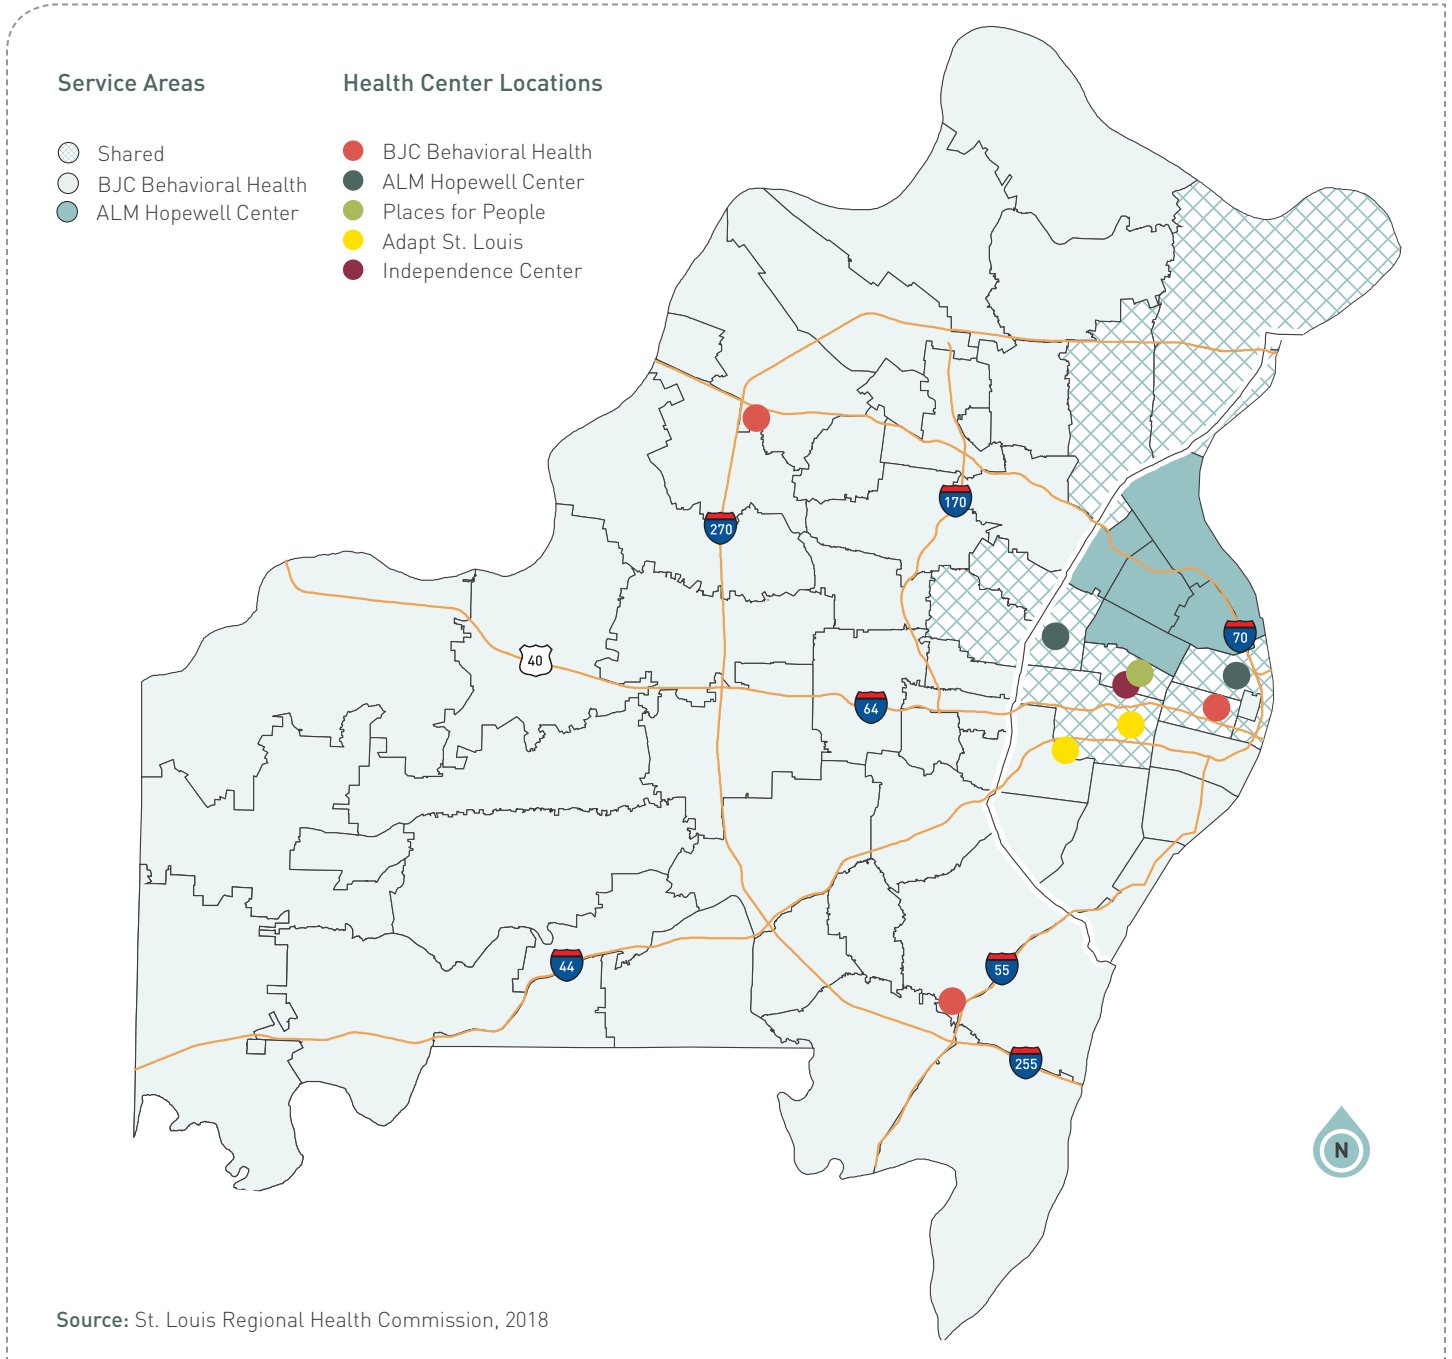 Service Areas
Shared
BJC Behavioral Health
ALM Hopewell Center
Health Center Locations
BJC Behavioral Health
ALM Hopewell Center
Places for People
Adapt St. Louis
Independence Center
170
270
70
40
64
44
55
255
N
Source: St. Louis Regional Health Commission, 2018